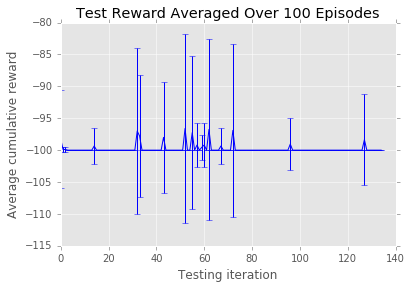 Test Reward Averaged Over 100 Episodes
Average cumulative reward
−80
−85
−90
−95
−100
−105
−110
−115
0 20 40 60 80 100 120 140
Testing iteration